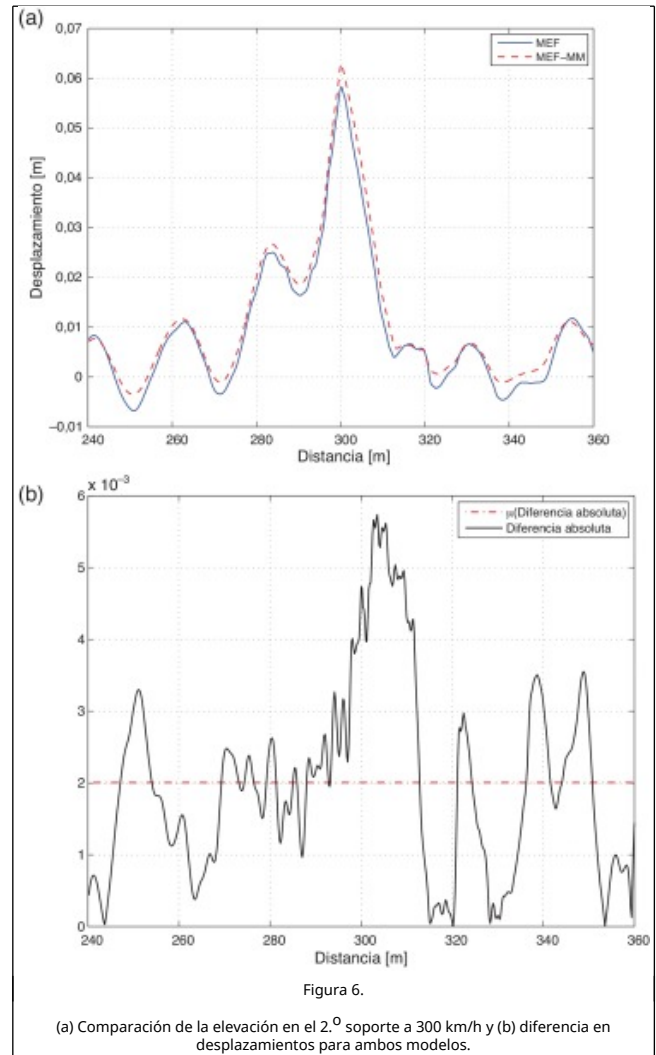 (a)
0,07
0,06
0,05
0,04
0,03
0,02
0,01
0
−0,01
Desplazamiento [m]
MEF
MEF−MM
240 260 280 300 320 340 360
Distancia [m]
(b)
x 10⁻³
6
5
4
3
2
1
0
μ(Diferencia absoluta)
Diferencia absoluta
240 260 280 300 320 340 360
Distancia [m]
Figura 6.
(a) Comparación de la elevación en el 2.º soporte a 300 km/h y (b) diferencia en
desplazamientos para ambos modelos.